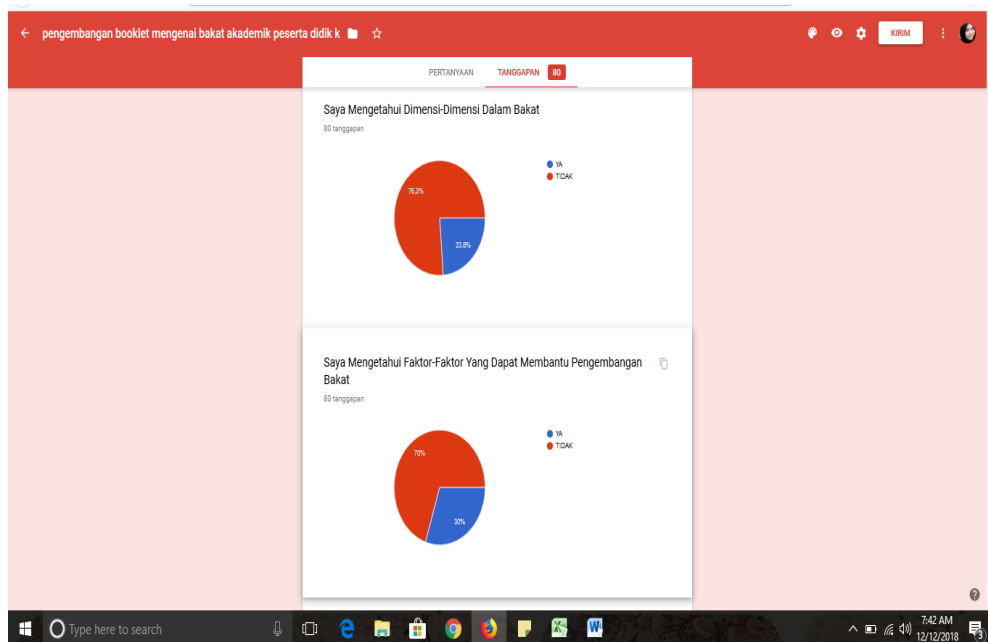 pengembangan booklet mengenai bakat akademik peserta didik k
KIRIM
PERTANYAAN
TANGGAPAN 80
Saya Mengetahui Dimensi-Dimensi Dalam Bakat
80 tanggapan
YA
TIDAK
76,3%
23,8%
Saya Mengetahui Faktor-Faktor Yang Dapat Membantu Pengembangan
Bakat
80 tanggapan
YA
TIDAK
70%
30%
Type here to search
7:42 AM
12/12/2018
3